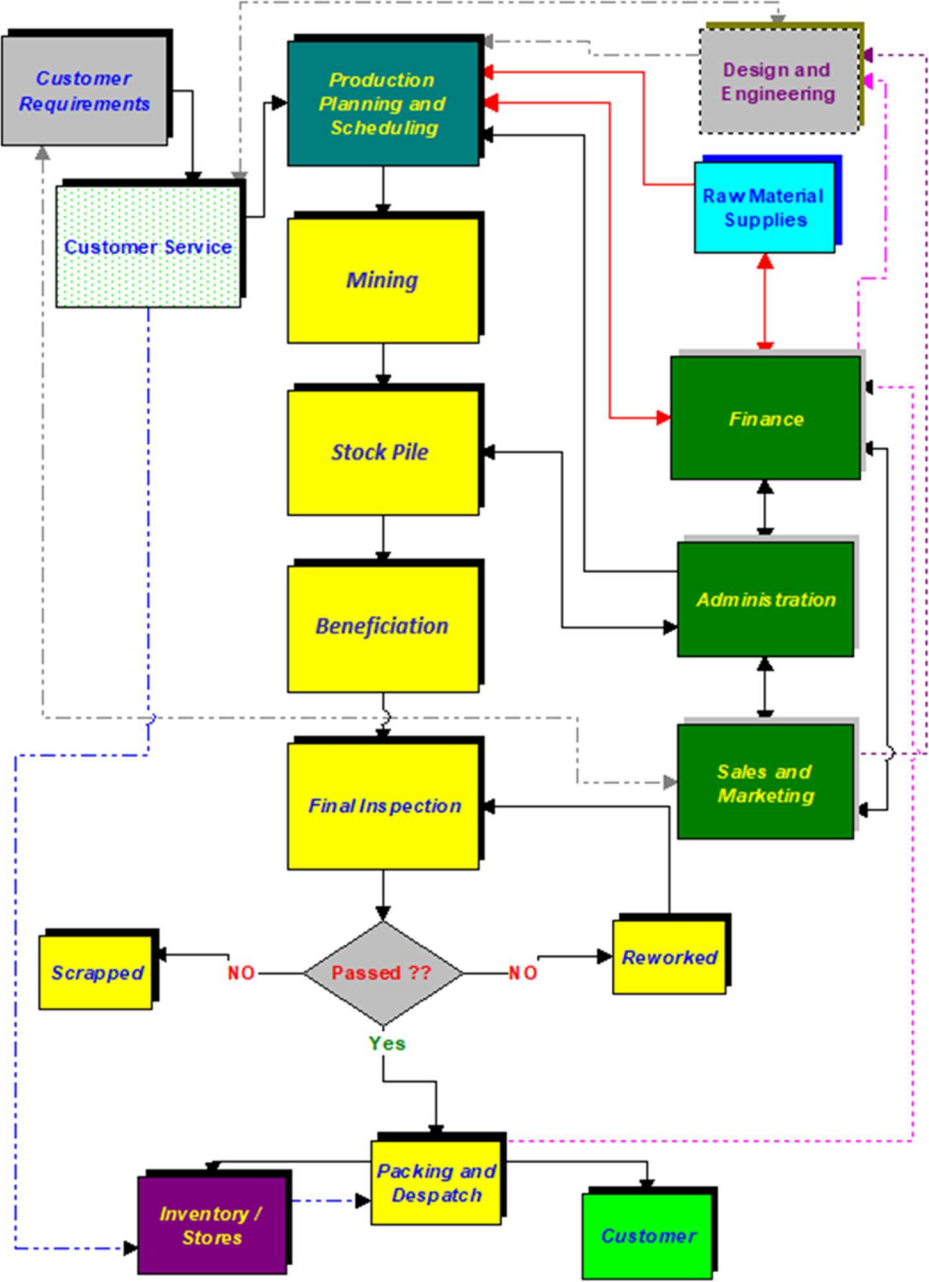 Customer
Requirements
Production
Planning and
Scheduling
Design and
Engineering
Raw Material
Supplies
Customer Service
Mining
Finance
Stock Pile
Administration
Beneficiation
Sales and
Marketing
Final Inspection
Scrapped
NO
Passed ??
NO
Reworked
Yes
Packing and
Despatch
Inventory /
Stores
Customer